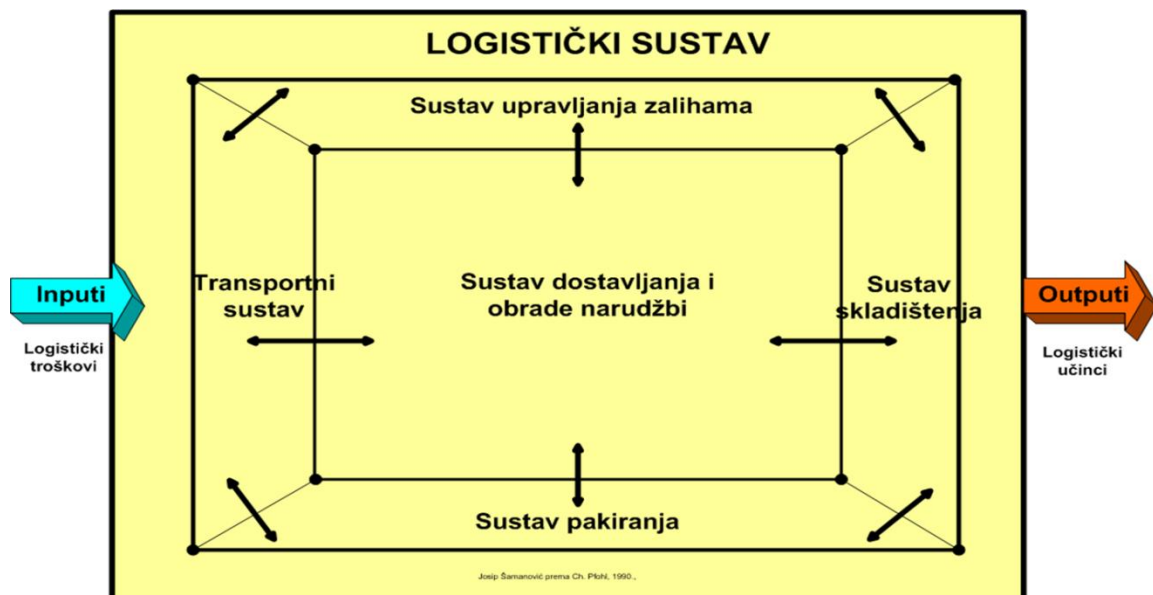 LOGISTIČKI SUSTAV
Sustav upravljanja zalihama
Inputi
Logistički
troškovi
Transportni
sustav
Sustav dostavljanja i
obrade narudžbi
Sustav
skladištenja
Outputi
Logistički
učinci
Sustav pakiranja
Josip Šamanović prema Ch. Pfohl, 1990.,